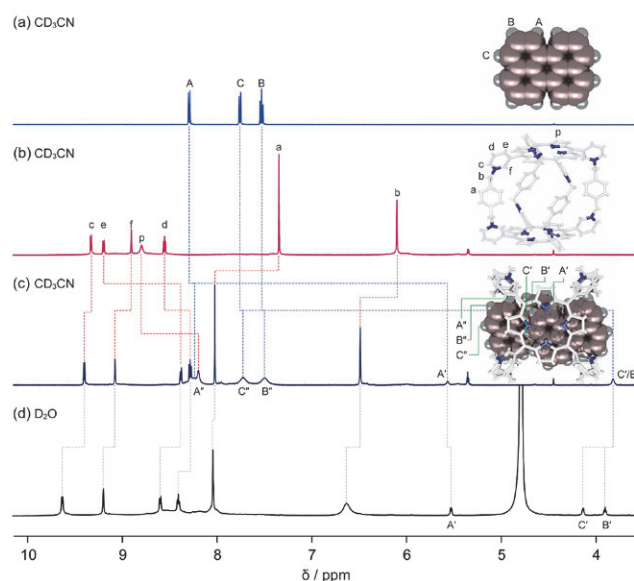 (a) CD₃CN
B A
C
A C B
(b) CD₃CN
p
d e
c
b f
a
a
b
c e f p d
(c) CD₃CN
C' B' A'
A''
B''
C''
A'' C'' B'' A' C'/B
(d) D₂O
A' C' B'
10 9 8 7 6 5 4
δ / ppm